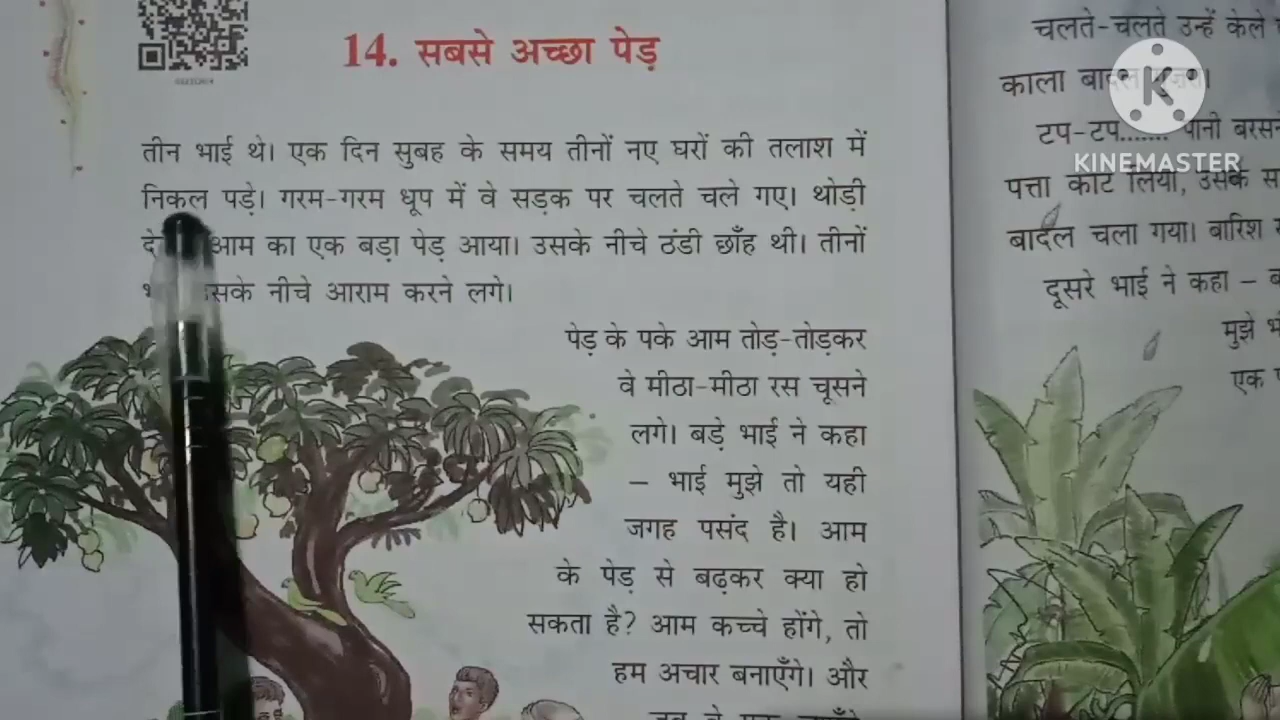 14. सबसे अच्छा पेड़
तीन भाई थे। एक दिन सुबह के समय तीनों नए घरों की तलाश में
निकल पड़े। गरम-गरम धूप में वे सड़क पर चलते चले गए। थोड़ी
आम का एक बड़ा पेड़ आया। उसके नीचे ठंडी छाँह थी। तीनों
नीचे आराम करने लगे।
पेड़ के पके आम तोड़-तोड़कर
वे मीठा-मीठा रस चूसने
लगे। बड़े भाई ने कहा
– भाई मुझे तो यही
जगह पसंद है। आम
के पेड़ से बढ़कर क्या हो
सकता है? आम कच्चे होंगे, तो
हम अचार बनाएँगे। और
चलते-चलते उन्हें केले
काला
टप-टप....... पानी
पत्ता काट लिया, उसके
बादल चला गया। बारिश
दूसरे भाई ने कहा –
मुझे
एक
KINEMASTER